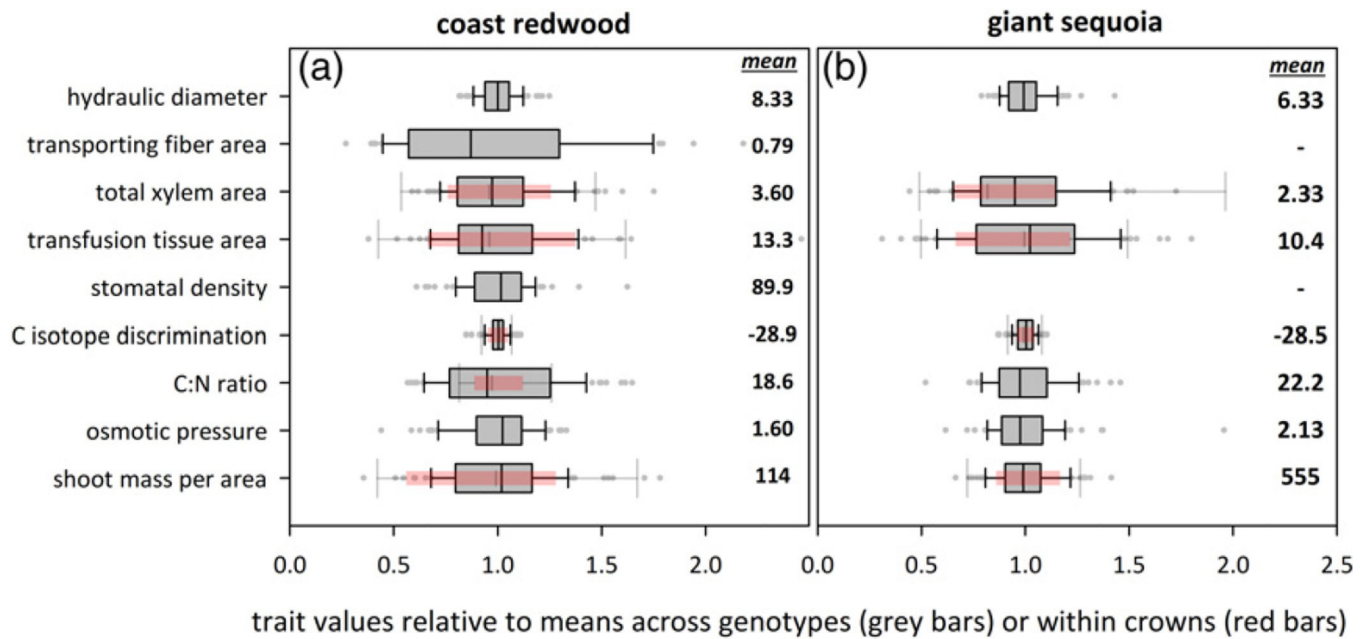 coast redwood giant sequoia
(a) mean (b) mean
hydraulic diameter 8.33 6.33
transporting fiber area 0.79 -
total xylem area 3.60 2.33
transfusion tissue area 13.3 10.4
stomatal density 89.9 -
C isotope discrimination -28.9 -28.5
C:N ratio 18.6 22.2
osmotic pressure 1.60 2.13
shoot mass per area 114 555
0.0 0.5 1.0 1.5 2.0 0.0 0.5 1.0 1.5 2.0 2.5
trait values relative to means across genotypes (grey bars) or within crowns (red bars)